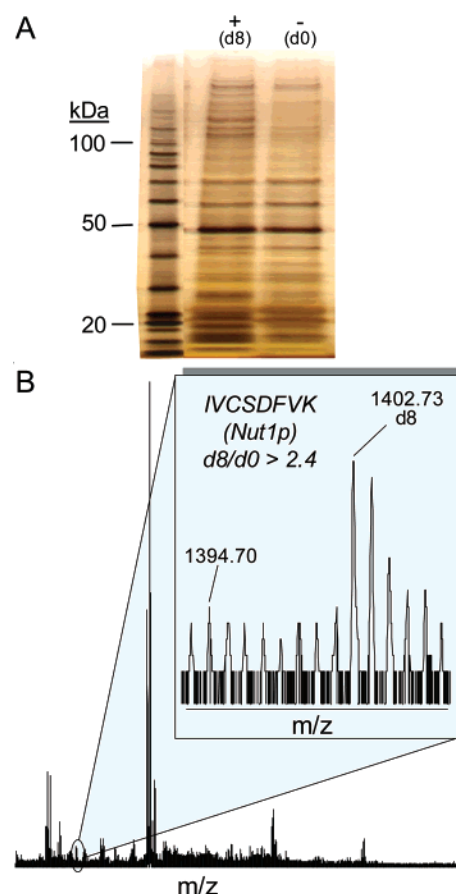 A
+
(d8)
-
(d0)
kDa
100
50
20
B
IVCSDFVK
(Nut1p)
d8/d0 > 2.4
1402.73
d8
1394.70
m/z
m/z